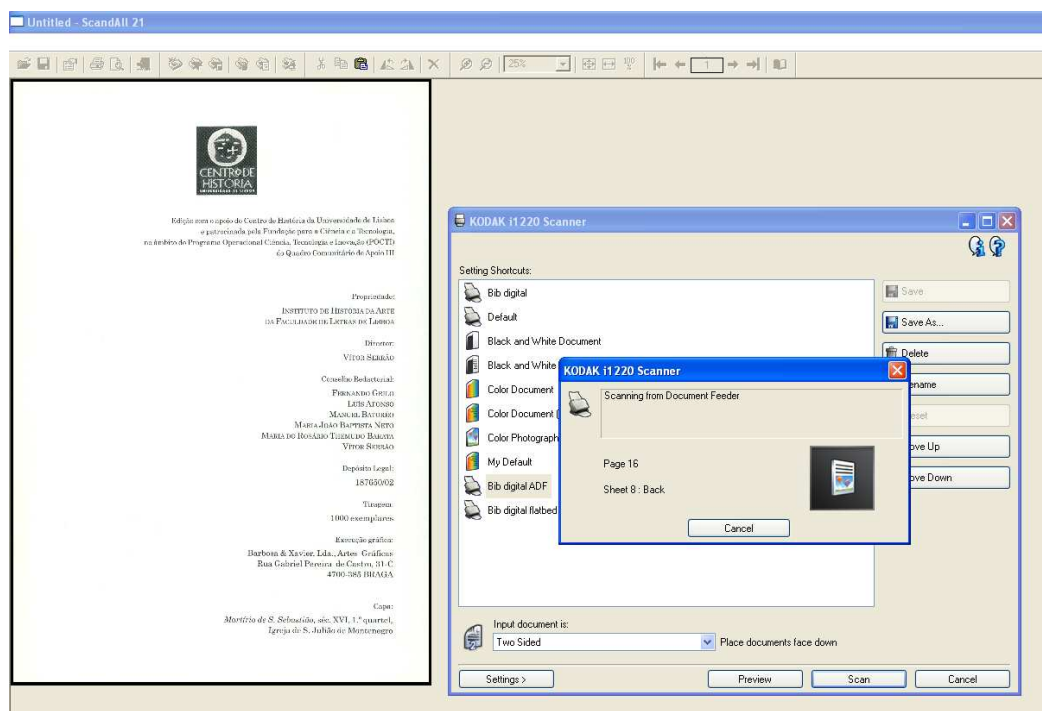 Untitled - ScandAll 21
25%
1
CENTRO DE
HISTÓRIA
Edição com o apoio do Centro de História da Universidade de Lisboa
e patrocinada pela Fundação para a Ciência e a Tecnologia,
no âmbito do Programa Operacional Ciência, Tecnologia e Inovação (POCTI)
do Quadro Comunitário de Apoio III
Propriedade:
INSTITUTO DE HISTÓRIA DA ARTE
DA FACULDADE DE LETRAS DE LISBOA
Director:
VÍTOR SERRÃO
Conselho Redactorial:
FERNANDO GRILO
LUÍS AFONSO
MANUEL BATORÉO
MARIA JOÃO BAPTISTA NETO
MARIA DO ROSÁRIO THEMUDO BARATA
VÍTOR SERRÃO
Depósito Legal:
187650/02
Tiragem:
1000 exemplares
Execução gráfica:
Barbosa & Xavier, Lda., Artes Gráficas
Rua Gabriel Pereira de Castro, 31-C
4700-385 BRAGA
Capa:
Martírio de S. Sebastião, séc. XVI, 1.º quartel,
Igreja de S. Julião de Montenegro
KODAK i1220 Scanner
Setting Shortcuts:
Bib digital
Default
Black and White Document
Black and White
Color Document
Color Document (
Color Photograph
My Default
Bib digital ADF
Bib digital flatbed
Save
Save As...
Delete
ename
eset
ove Up
ove Down
KODAK i1220 Scanner
Scanning from Document Feeder
Page 16
Sheet 8 : Back
Cancel
Input document is:
Two Sided
Place documents face down
Settings >
Preview
Scan
Cancel